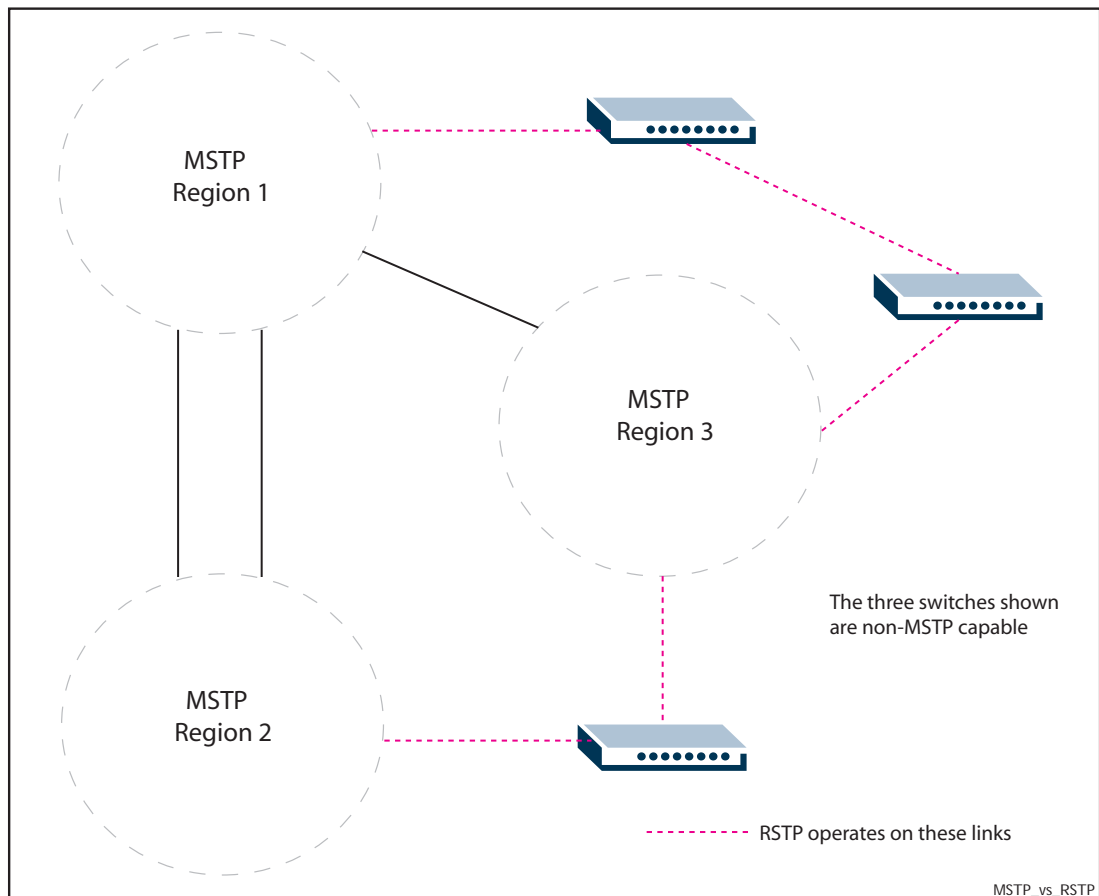 MSTP
Region 1
MSTP
Region 3
The three switches shown
are non-MSTP capable
MSTP
Region 2
RSTP operates on these links
MSTP_vs_RSTP